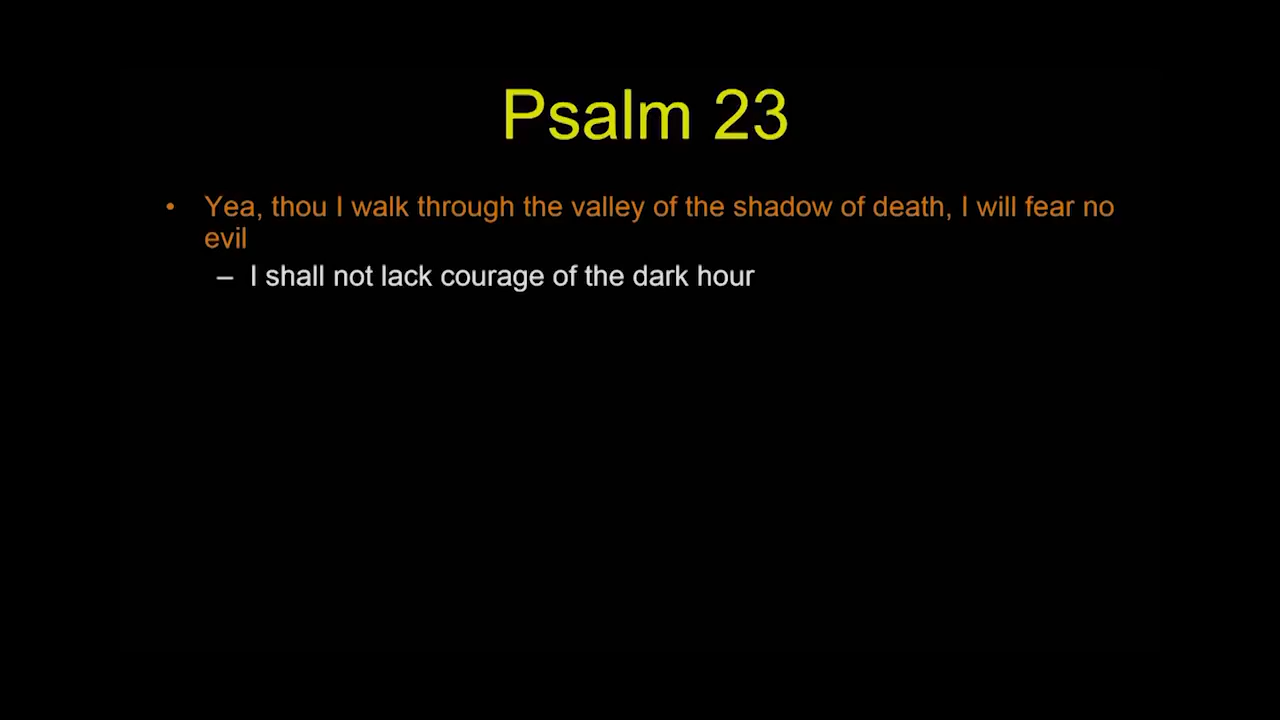 Psalm 23
• Yea, thou I walk through the valley of the shadow of death, I will fear no
evil
– I shall not lack courage of the dark hour